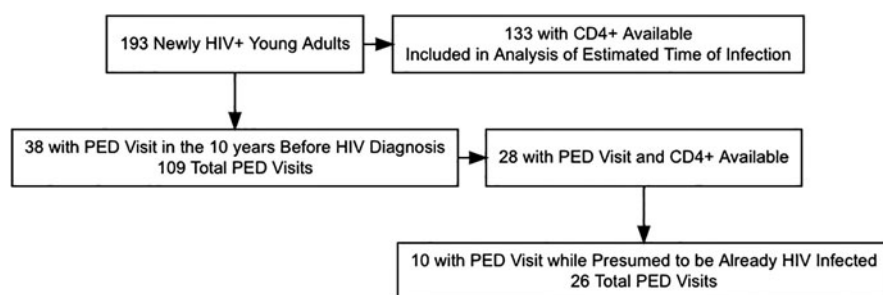 193 Newly HIV+ Young Adults
133 with CD4+ Available
Included in Analysis of Estimated Time of Infection
38 with PED Visit in the 10 years Before HIV Diagnosis
109 Total PED Visits
28 with PED Visit and CD4+ Available
10 with PED Visit while Presumed to be Already HIV Infected
26 Total PED Visits